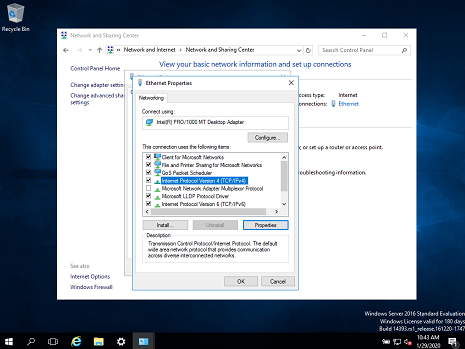 Recycle Bin
Network and Sharing Center
Network and Internet
Network and Sharing Center
Search Control Panel
Control Panel Home
View your basic network information and set up connections
Change adapter settings
Change advanced sha
settings
ccess type: Internet
onnections: Ethernet
Ethernet Properties
Networking
Connect using:
Intel(R) PRO/1000 MT Desktop Adapter
Configure...
This connection uses the following items:
Client for Microsoft Networks
File and Printer Sharing for Microsoft Networks
QoS Packet Scheduler
Internet Protocol Version 4 (TCP/IPv4)
Microsoft Network Adapter Multiplexor Protocol
Microsoft LLDP Protocol Driver
Internet Protocol Version 6 (TCP/IPv6)
; or set up a router or access point.
troubleshooting information.
Install...
Uninstall
Properties
Description
Transmission Control Protocol/Internet Protocol. The default
wide area network protocol that provides communication
across diverse interconnected networks.
OK
Cancel
See also
Internet Options
Windows Firewall
Windows Server 2016 Standard Evaluation
Windows License valid for 180 days
Build 14393.rs1_release.161220-1747
10:43 AM
1/29/2020